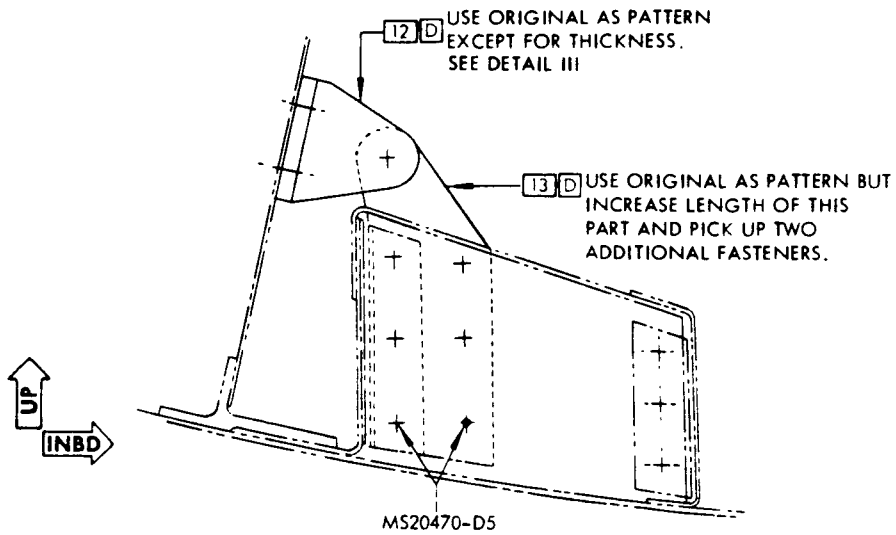 12 D USE ORIGINAL AS PATTERN
EXCEPT FOR THICKNESS.
SEE DETAIL III
13 D USE ORIGINAL AS PATTERN BUT
INCREASE LENGTH OF THIS
PART AND PICK UP TWO
ADDITIONAL FASTENERS.
UP
INBD
MS20470-D5